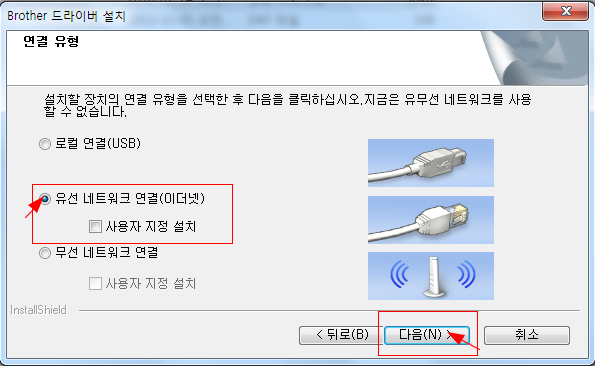 Brother 드라이버 설치
연결 유형
설치할 장치의 연결 유형을 선택한 후 다음을 클릭하십시오.지금은 유무선 네트워크를 사용
할 수 없습니다.
로컬 연결(USB)
유선 네트워크 연결(이더넷)
사용자 지정 설치
무선 네트워크 연결
사용자 지정 설치
InstallShield
< 뒤로(B)
다음(N) >
취소